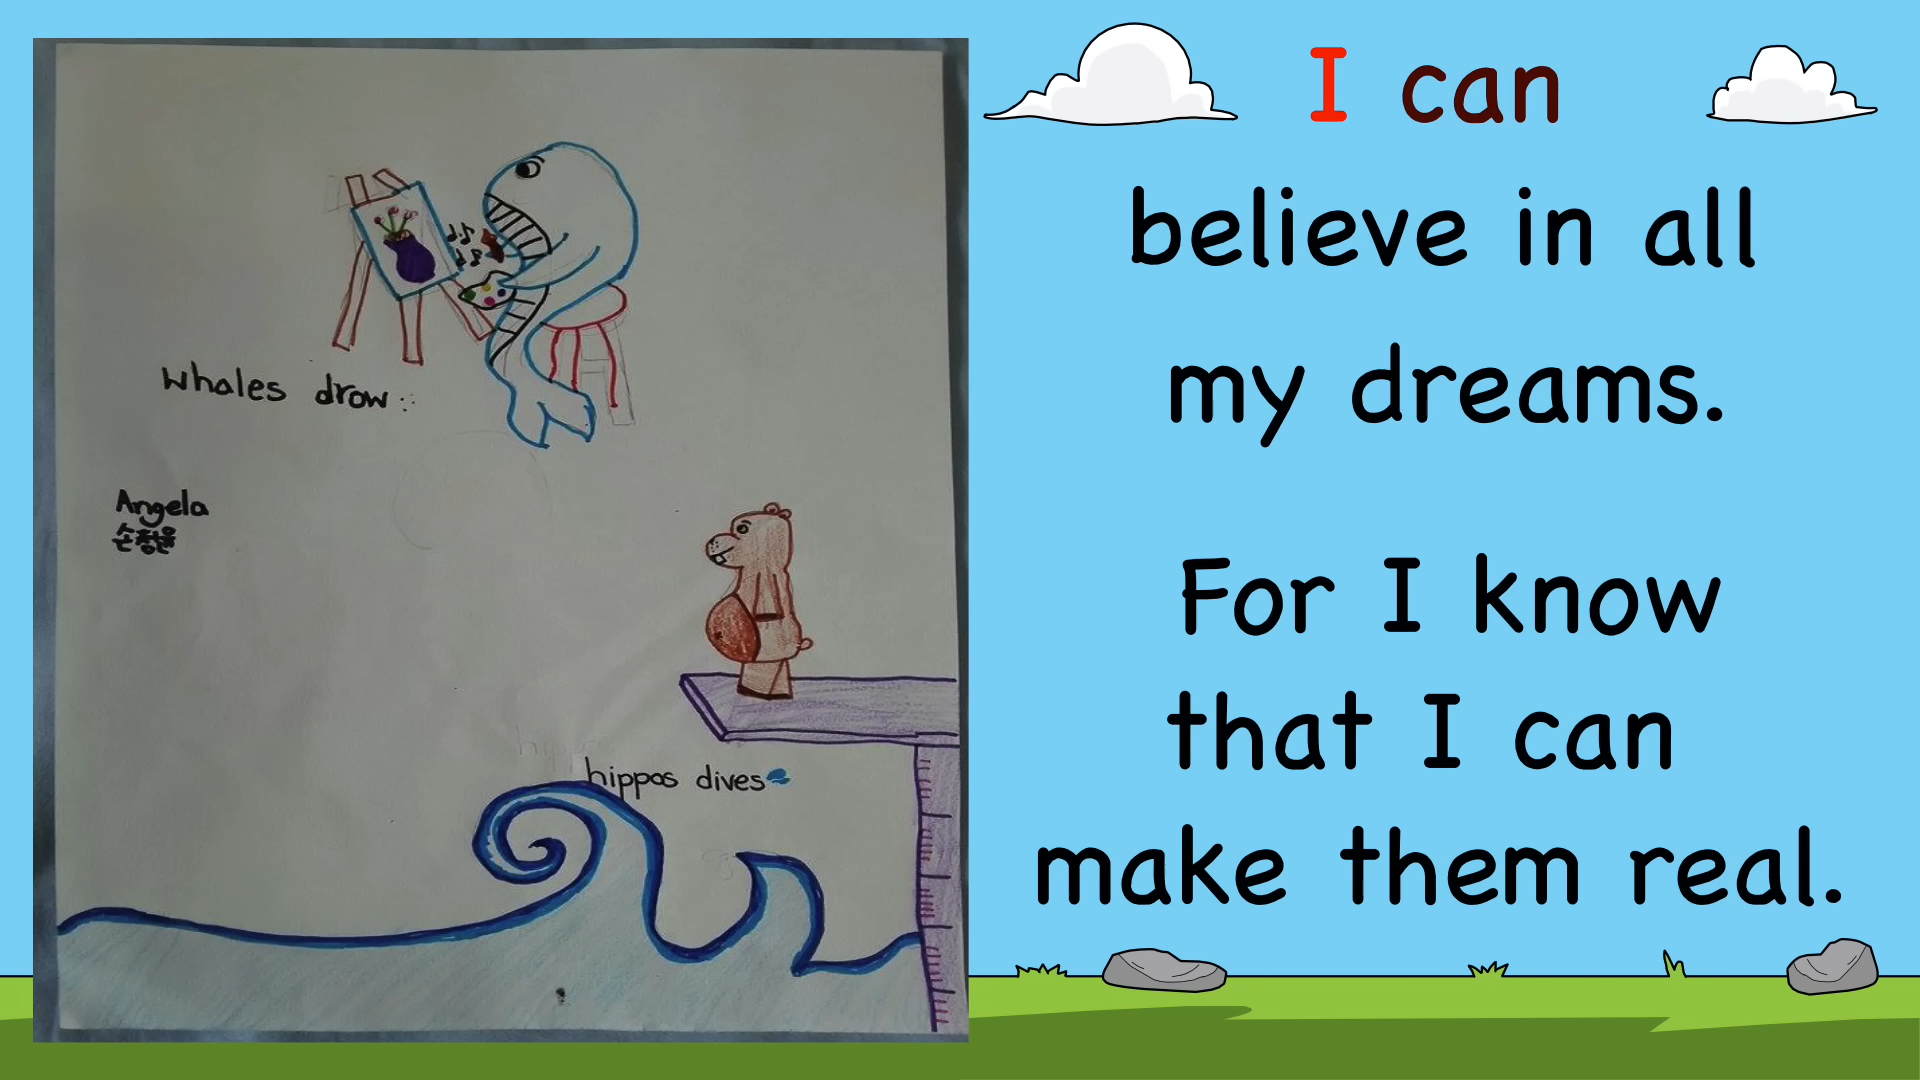 whales drow
Angela
손정윤
hippos dives
I can
believe in all
my dreams.
For I know
that I can
make them real.